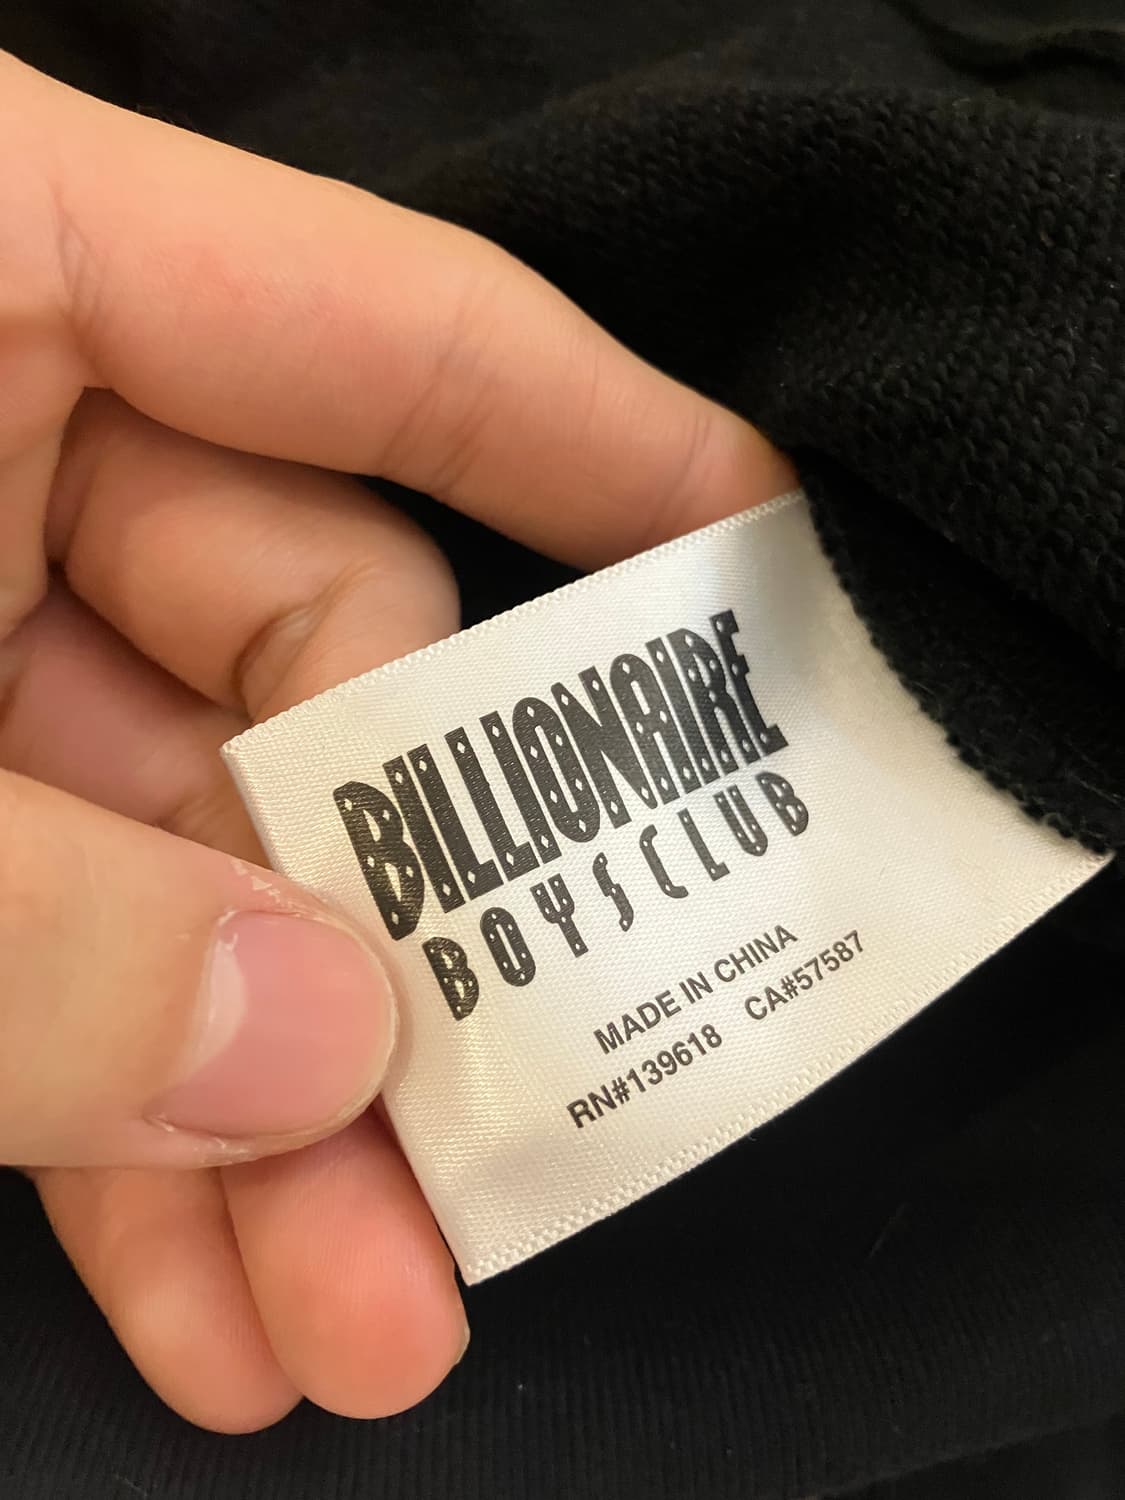 BILLIONAIRE
BOYS CLUB
MADE IN CHINA
RN#139618 CA#57587